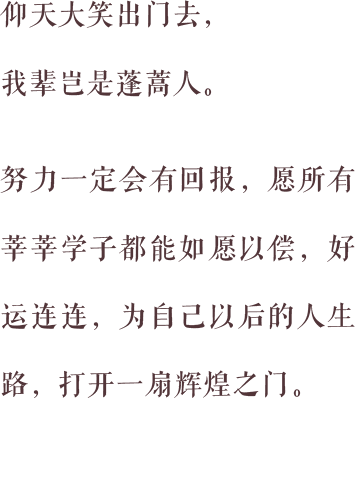 仰天大笑出门去，
我辈岂是蓬蒿人。
努力一定会有回报，愿所有
莘莘学子都能如愿以偿，好
运连连，为自己以后的人生
路，打开一扇辉煌之门。